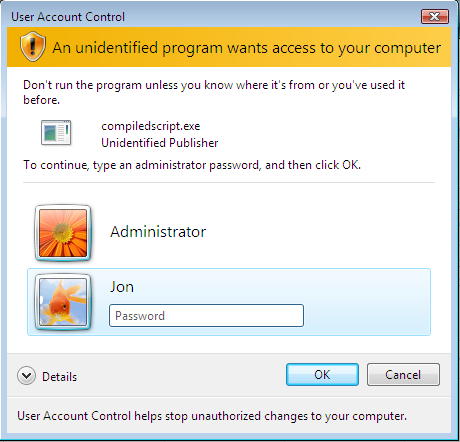 User Account Control
An unidentified program wants access to your computer
Don't run the program unless you know where it's from or you've used it
before.
compiledscript.exe
Unidentified Publisher
To continue, type an administrator password, and then click OK.
Administrator
Jon
Password
Details
OK
Cancel
User Account Control helps stop unauthorized changes to your computer.